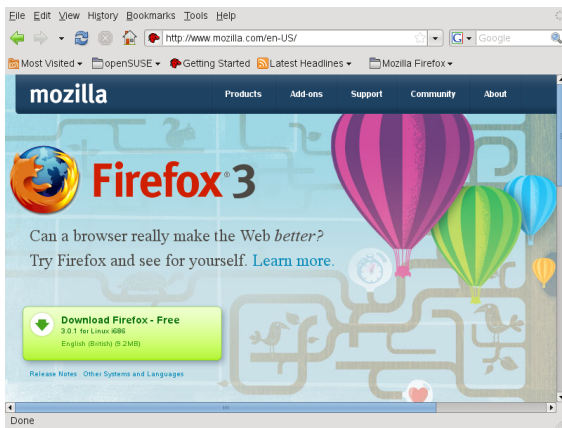 File Edit View History Bookmarks Tools Help
http://www.mozilla.com/en-US/ G Google
Most Visited openSUSE Getting Started Latest Headlines Mozilla Firefox
mozilla Products Add-ons Support Community About
Firefox® 3
Can a browser really make the Web better?
Try Firefox and see for yourself. Learn more.
Download Firefox - Free
3.0.1 for Linux i686
English (British) (9.2MB)
Release Notes Other Systems and Languages
Done